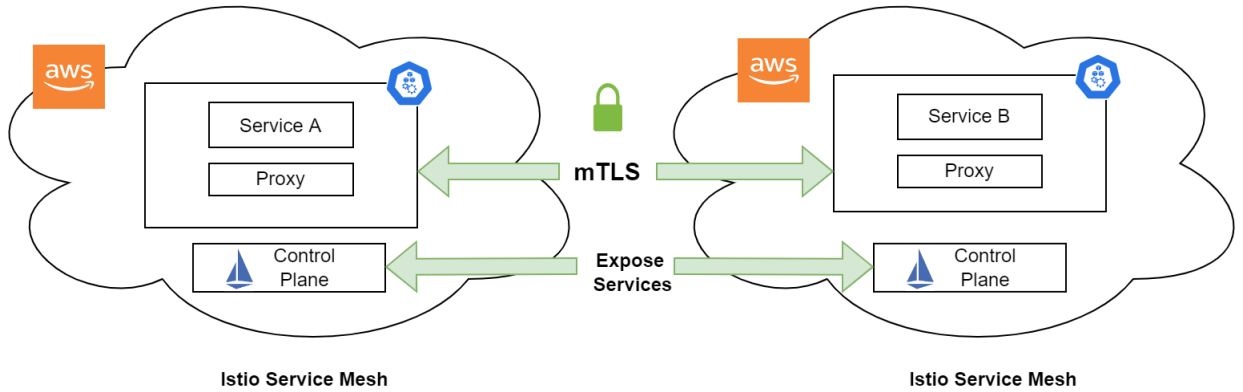 aws
aws
Service A
Service B
Proxy
mTLS
Proxy
Control
Plane
Expose
Services
Control
Plane
Istio Service Mesh
Istio Service Mesh